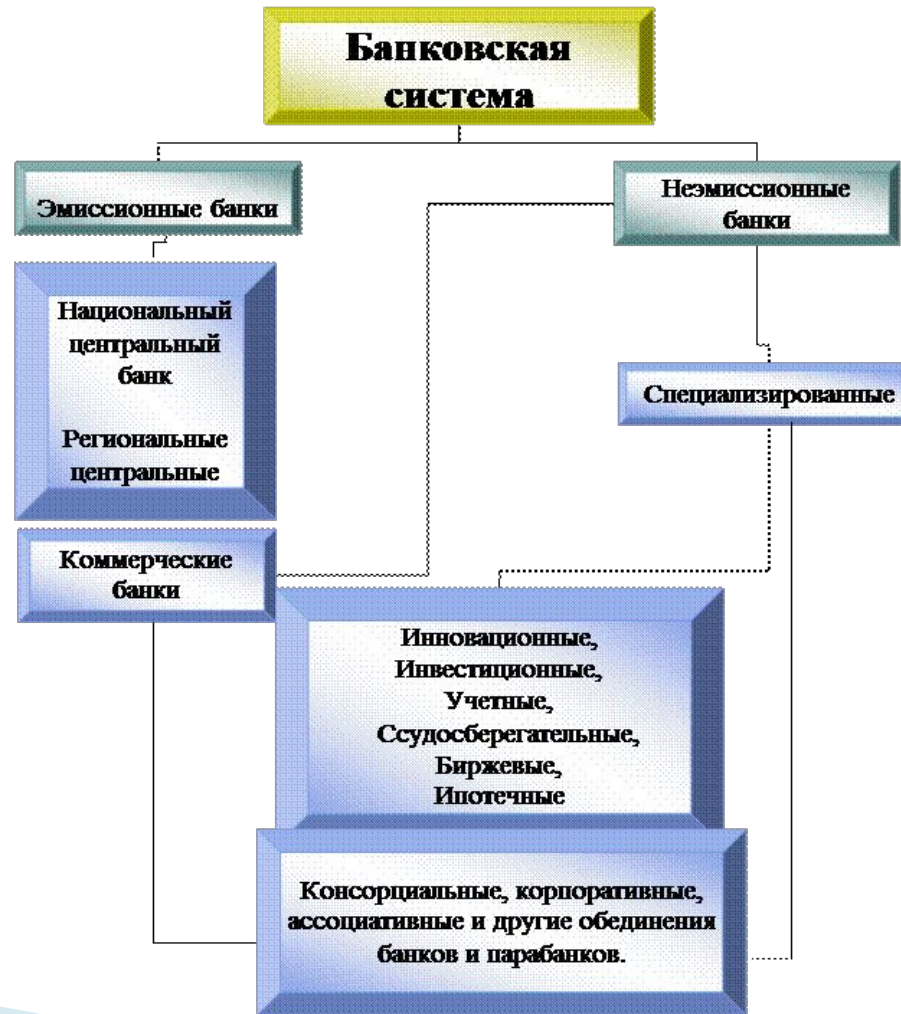 Банковская
система
Эмиссионные банки
Неэмиссионные
банки
Национальный
центральный
банк
Региональные
центральные
Специализированные
Коммерческие
банки
Инновационные,
Инвестиционные,
Учетные,
Ссудосберегательные,
Биржевые,
Ипотечные
Консорциальные, корпоративные,
ассоциативные и другие обединения
банков и парабанков.